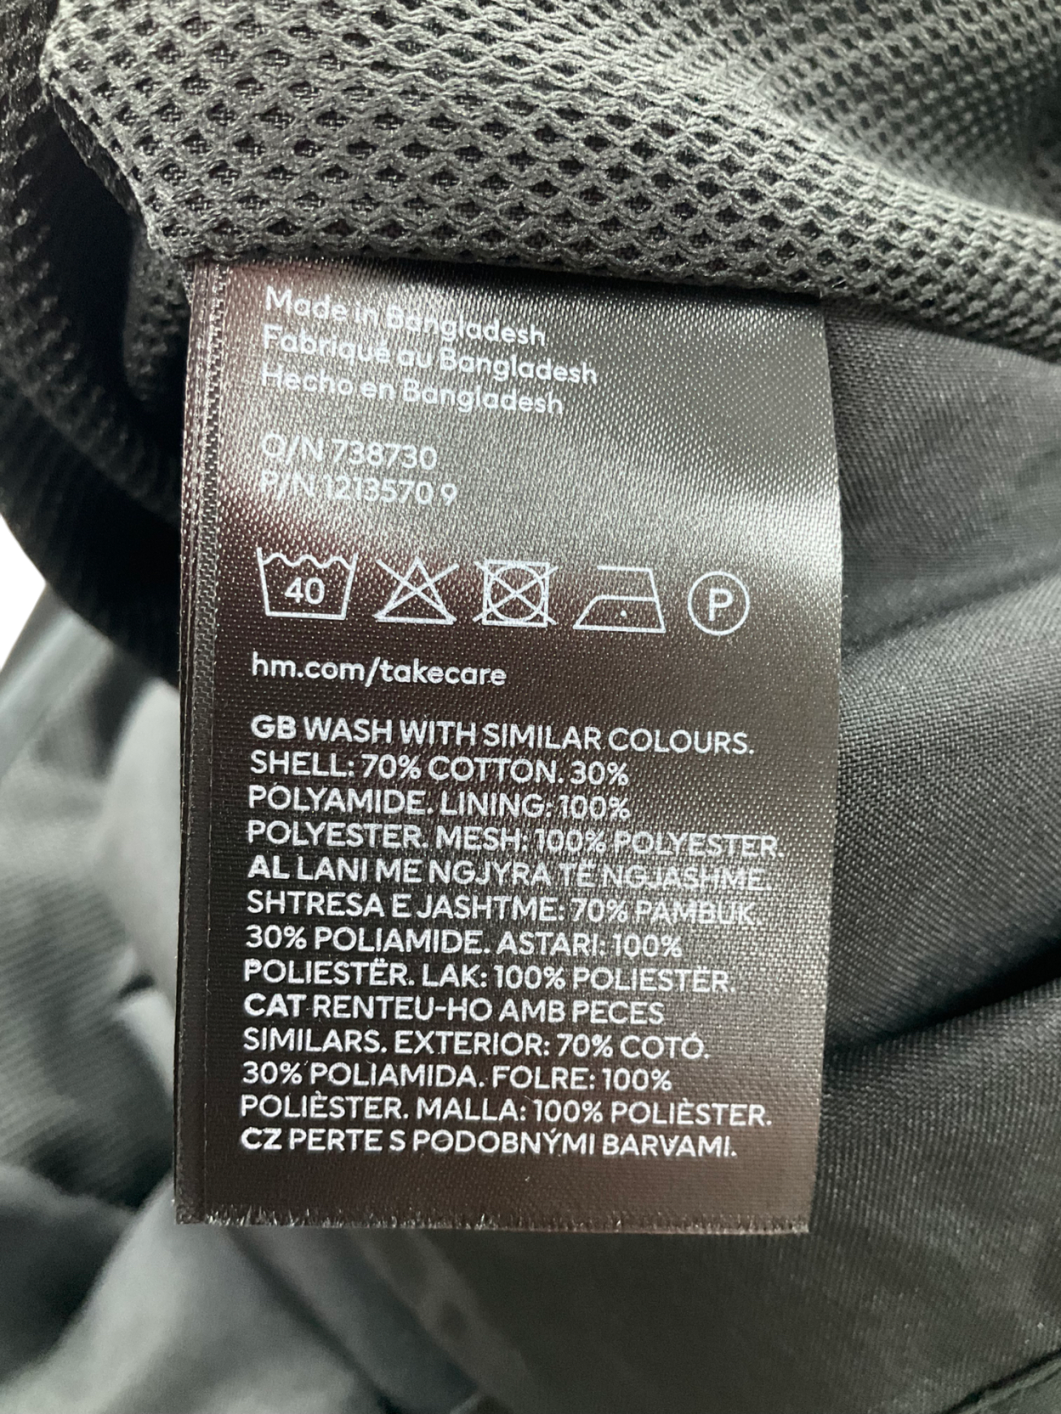 Made in Bangladesh
Fabriqué au Bangladesh
Hecho en Bangladesh
O/N 738730
P/N 1213570 9
40
P
hm.com/takecare
GB WASH WITH SIMILAR COLOURS.
SHELL: 70% COTTON. 30%
POLYAMIDE. LINING: 100%
POLYESTER. MESH: 100% POLYESTER.
AL LANI ME NGJYRA TË NGJASHME.
SHTRESA E JASHTME: 70% PAMBUK.
30% POLIAMIDE. ASTARI: 100%
POLIESTËR. LAK: 100% POLIESTËR.
CAT RENTEU-HO AMB PECES
SIMILARS. EXTERIOR: 70% COTÓ.
30% POLIAMIDA. FOLRE: 100%
POLIÈSTER. MALLA: 100% POLIÈSTER.
CZ PERTE S PODOBNÝMI BARVAMI.